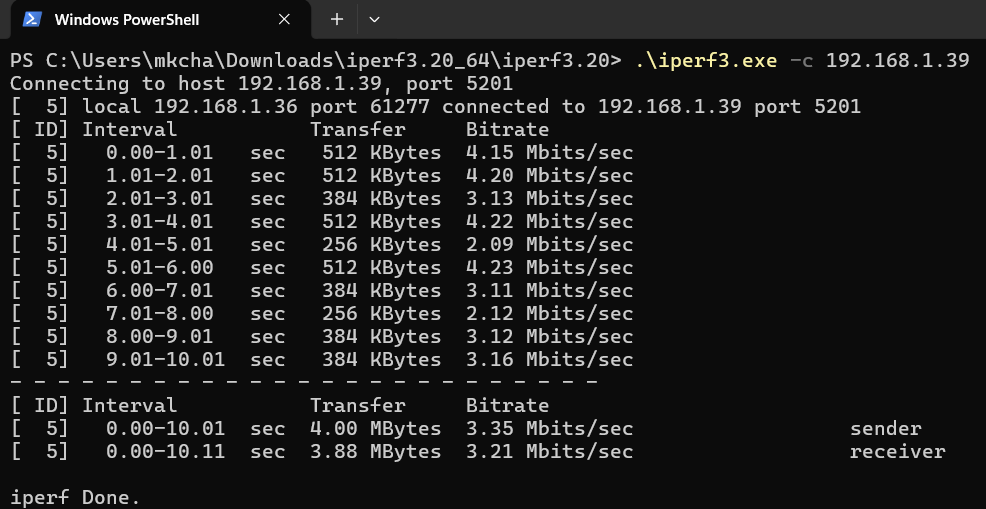 Windows PowerShell
PS C:\Users\mkcha\Downloads\iperf3.20_64\iperf3.20> .\iperf3.exe -c 192.168.1.39
Connecting to host 192.168.1.39, port 5201
[  5] local 192.168.1.36 port 61277 connected to 192.168.1.39 port 5201
[ ID] Interval           Transfer     Bitrate
[  5]   0.00-1.01   sec   512 KBytes  4.15 Mbits/sec
[  5]   1.01-2.01   sec   512 KBytes  4.20 Mbits/sec
[  5]   2.01-3.01   sec   384 KBytes  3.13 Mbits/sec
[  5]   3.01-4.01   sec   512 KBytes  4.22 Mbits/sec
[  5]   4.01-5.01   sec   256 KBytes  2.09 Mbits/sec
[  5]   5.01-6.00   sec   512 KBytes  4.23 Mbits/sec
[  5]   6.00-7.01   sec   384 KBytes  3.11 Mbits/sec
[  5]   7.01-8.00   sec   256 KBytes  2.12 Mbits/sec
[  5]   8.00-9.01   sec   384 KBytes  3.12 Mbits/sec
[  5]   9.01-10.01  sec   384 KBytes  3.16 Mbits/sec
- - - - - - - - - - - - - - - - - - - - - - - - -
[ ID] Interval           Transfer     Bitrate
[  5]   0.00-10.01  sec  4.00 MBytes  3.35 Mbits/sec                  sender
[  5]   0.00-10.11  sec  3.88 MBytes  3.21 Mbits/sec                  receiver
iperf Done.